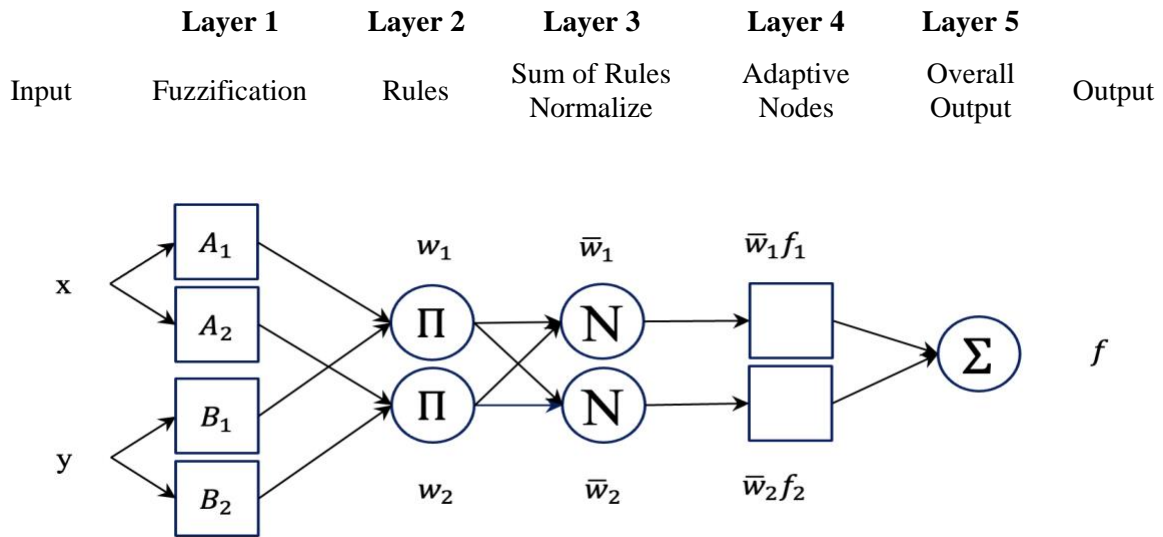 Layer 1 Layer 2 Layer 3 Layer 4 Layer 5
Input Fuzzification Rules Sum of Rules Normalize Adaptive Nodes Overall Output Output
A₁ w₁ w̅₁ w̅₁f₁
x
A₂ Π N
Σ f
B₁ Π N
y
B₂ w₂ w̅₂ w̅₂f₂